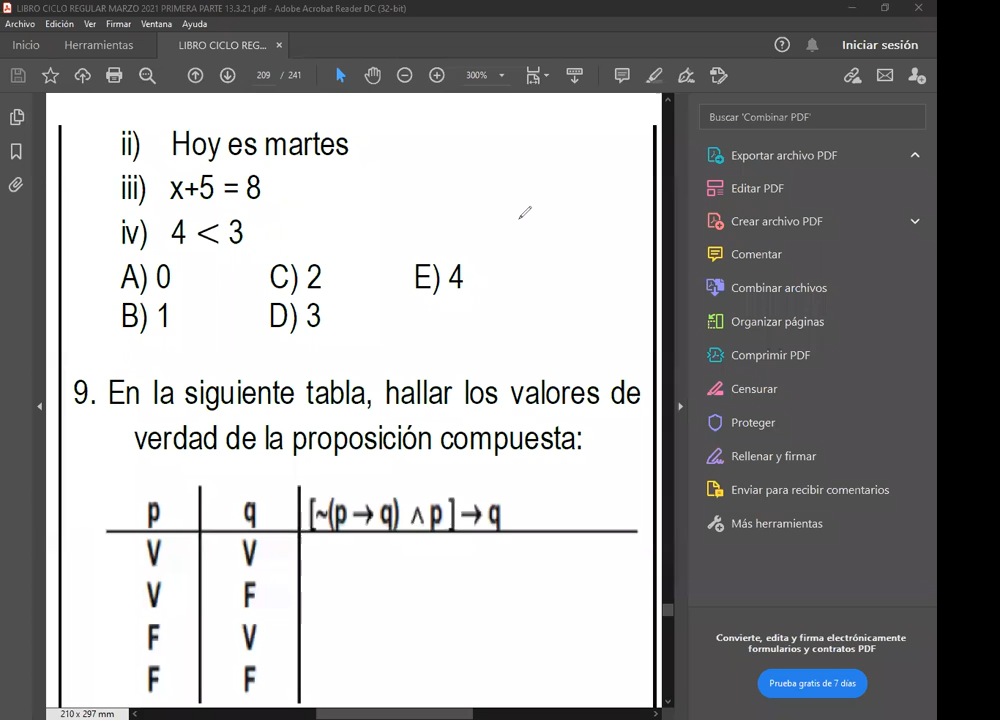 LIBRO CICLO REGULAR MARZO 2021 PRIMERA PARTE 13.3.21.pdf - Adobe Acrobat Reader DC (32-bit)
Archivo Edición Ver Firmar Ventana Ayuda
Inicio Herramientas LIBRO CICLO REG... × Iniciar sesión
209 / 241 300%
ii) Hoy es martes
iii) x+5 = 8
iv) 4 < 3
A) 0 C) 2 E) 4
B) 1 D) 3
9. En la siguiente tabla, hallar los valores de
verdad de la proposición compuesta:
p q [~(p → q) ∧ p ] → q
V V
V F
F V
F F
210 x 297 mm
Buscar 'Combinar PDF'
Exportar archivo PDF
Editar PDF
Crear archivo PDF
Comentar
Combinar archivos
Organizar páginas
Comprimir PDF
Censurar
Proteger
Rellenar y firmar
Enviar para recibir comentarios
Más herramientas
Convierte, edita y firma electrónicamente
formularios y contratos PDF
Prueba gratis de 7 días